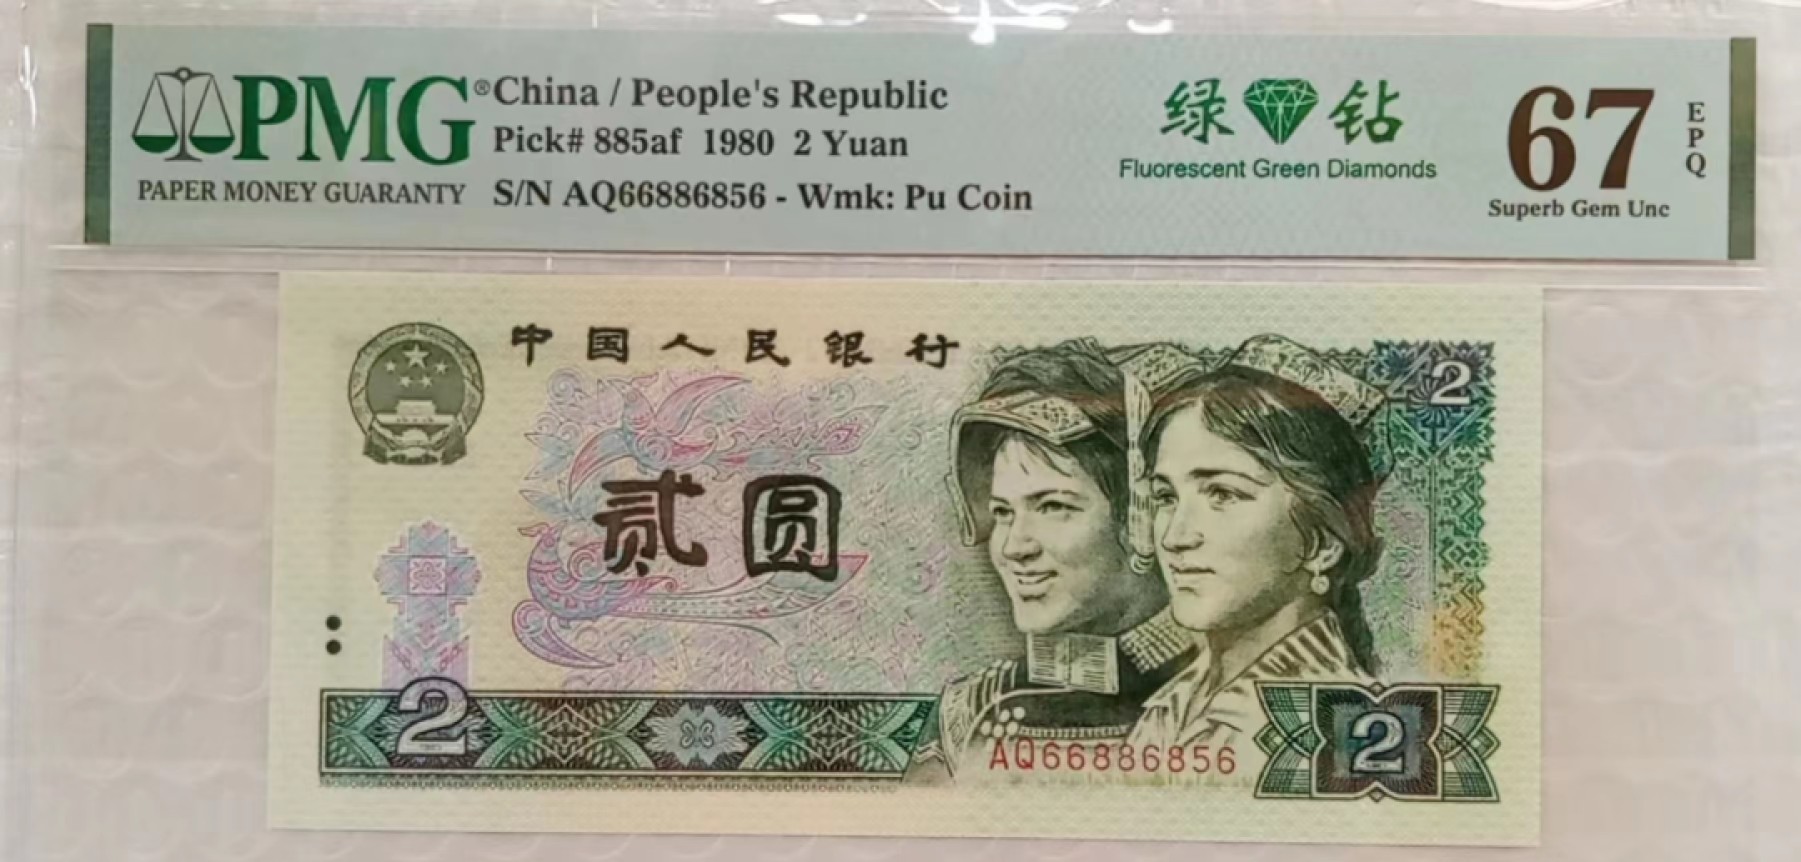 PMG® China / People's Republic
Pick# 885af 1980 2 Yuan
PAPER MONEY GUARANTY S/N AQ66886856 - Wmk: Pu Coin
绿 钻
Fluorescent Green Diamonds
67 EPQ
Superb Gem Unc
中国人民银行
2
贰圆
2
AQ66886856
2